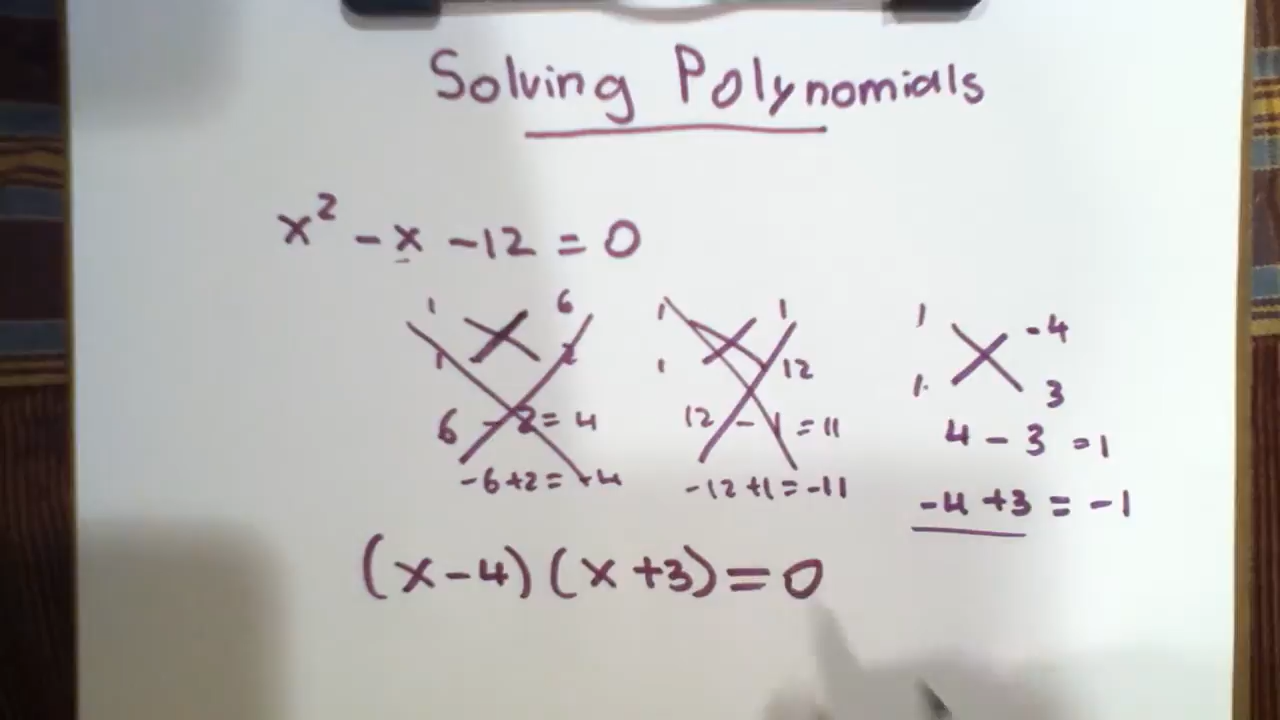 Solving Polynomials
x² - x - 12 = 0
1 6 1 1 1 -4
1 2 1 12 1 3
6 - 2 = 4 12 - 1 = 11 4 - 3 = 1
-6+2 = -4 -12+1 = -11 -4 +3 = -1
(x-4) (x+3) = 0